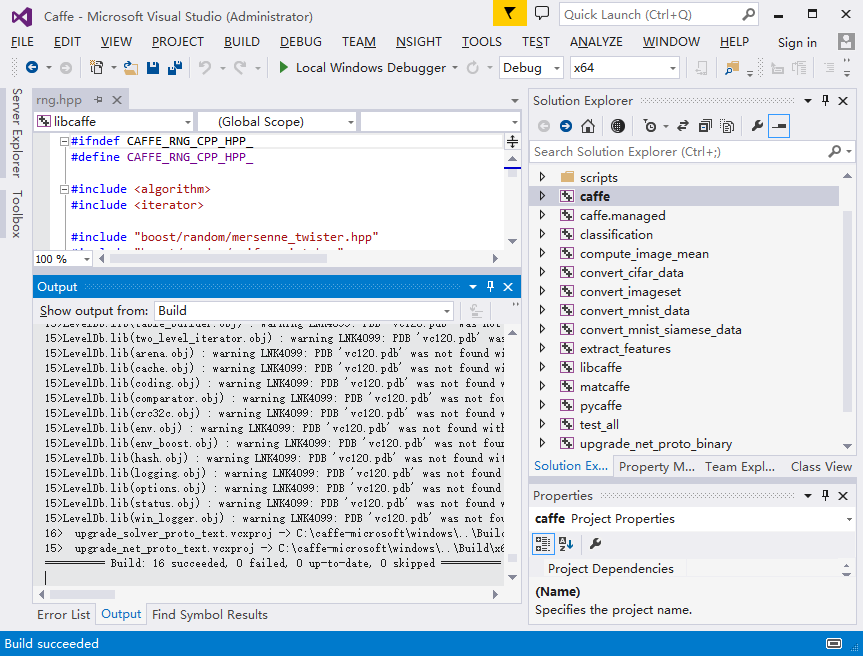 Caffe - Microsoft Visual Studio (Administrator)
Quick Launch (Ctrl+Q)
FILE EDIT VIEW PROJECT BUILD DEBUG TEAM NSIGHT TOOLS TEST ANALYZE WINDOW HELP Sign in
Local Windows Debugger Debug x64
Server Explorer
Toolbox
rng.hpp
libcaffe (Global Scope)
#ifndef CAFFE_RNG_CPP_HPP_
#define CAFFE_RNG_CPP_HPP_
#include <algorithm>
#include <iterator>
#include "boost/random/mersenne_twister.hpp"
100 %
Output
Show output from: Build
15>LevelDb.lib(table_builder.obj) : warning LNK4099: PDB 'vc120.pdb' was not
15>LevelDb.lib(two_level_iterator.obj) : warning LNK4099: PDB 'vc120.pdb' was
15>LevelDb.lib(arena.obj) : warning LNK4099: PDB 'vc120.pdb' was not found wi
15>LevelDb.lib(cache.obj) : warning LNK4099: PDB 'vc120.pdb' was not found wi
15>LevelDb.lib(coding.obj) : warning LNK4099: PDB 'vc120.pdb' was not found w
15>LevelDb.lib(comparator.obj) : warning LNK4099: PDB 'vc120.pdb' was not fou
15>LevelDb.lib(crc32c.obj) : warning LNK4099: PDB 'vc120.pdb' was not found w
15>LevelDb.lib(env.obj) : warning LNK4099: PDB 'vc120.pdb' was not found with
15>LevelDb.lib(env_boost.obj) : warning LNK4099: PDB 'vc120.pdb' was not foun
15>LevelDb.lib(hash.obj) : warning LNK4099: PDB 'vc120.pdb' was not found wit
15>LevelDb.lib(logging.obj) : warning LNK4099: PDB 'vc120.pdb' was not found
15>LevelDb.lib(options.obj) : warning LNK4099: PDB 'vc120.pdb' was not found
15>LevelDb.lib(status.obj) : warning LNK4099: PDB 'vc120.pdb' was not found w
15>LevelDb.lib(win_logger.obj) : warning LNK4099: PDB 'vc120.pdb' was not fou
16> upgrade_solver_proto_text.vcxproj -> C:\caffe-microsoft\windows\..\Build
15> upgrade_net_proto_text.vcxproj -> C:\caffe-microsoft\windows\..\Build\x6
========== Build: 16 succeeded, 0 failed, 0 up-to-date, 0 skipped ==========
Error List Output Find Symbol Results
Solution Explorer
Search Solution Explorer (Ctrl+;)
scripts
caffe
caffe.managed
classification
compute_image_mean
convert_cifar_data
convert_imageset
convert_mnist_data
convert_mnist_siamese_data
extract_features
libcaffe
matcaffe
pycaffe
test_all
upgrade_net_proto_binary
Solution Ex... Property M... Team Expl... Class View
Properties
caffe Project Properties
Project Dependencies
(Name)
Specifies the project name.
Build succeeded